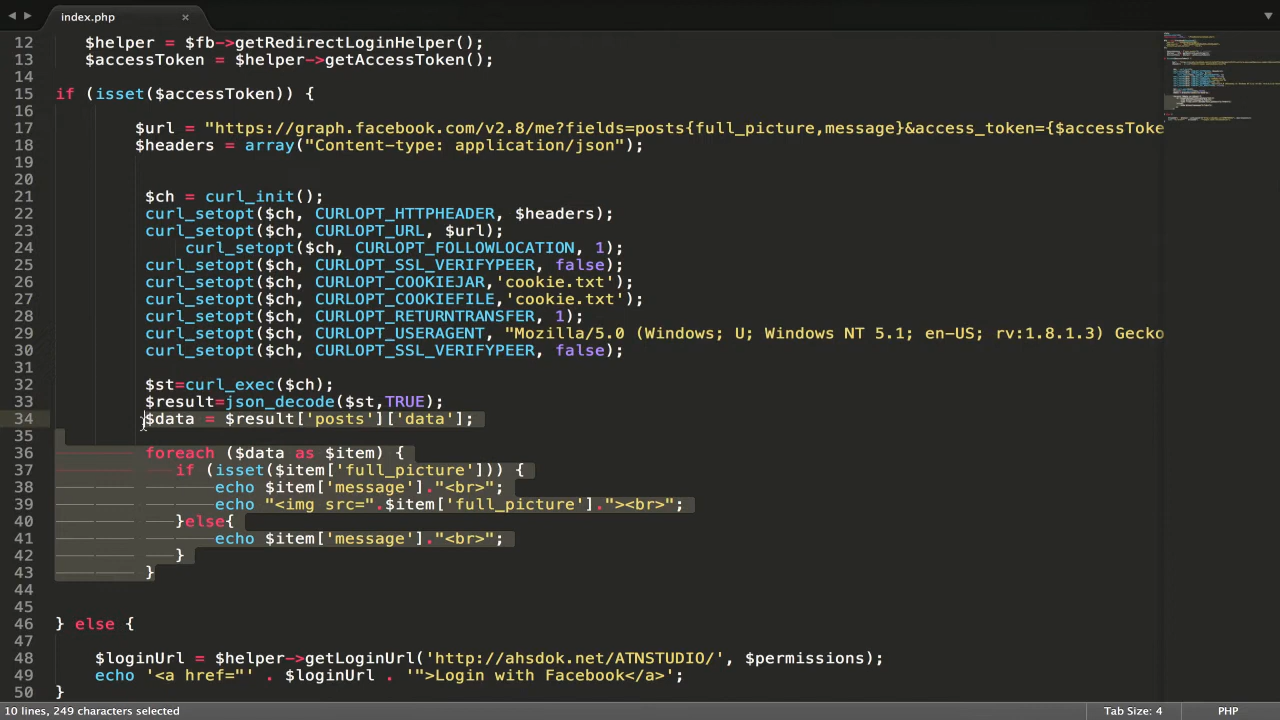 index.php ×
12 $helper = $fb->getRedirectLoginHelper();
13 $accessToken = $helper->getAccessToken();
14
15 if (isset($accessToken)) {
16
17 $url = "https://graph.facebook.com/v2.8/me?fields=posts{full_picture,message}&access_token={$accessToke
18 $headers = array("Content-type: application/json");
19
20
21 $ch = curl_init();
22 curl_setopt($ch, CURLOPT_HTTPHEADER, $headers);
23 curl_setopt($ch, CURLOPT_URL, $url);
24 curl_setopt($ch, CURLOPT_FOLLOWLOCATION, 1);
25 curl_setopt($ch, CURLOPT_SSL_VERIFYPEER, false);
26 curl_setopt($ch, CURLOPT_COOKIEJAR,'cookie.txt');
27 curl_setopt($ch, CURLOPT_COOKIEFILE,'cookie.txt');
28 curl_setopt($ch, CURLOPT_RETURNTRANSFER, 1);
29 curl_setopt($ch, CURLOPT_USERAGENT, "Mozilla/5.0 (Windows; U; Windows NT 5.1; en-US; rv:1.8.1.3) Gecko
30 curl_setopt($ch, CURLOPT_SSL_VERIFYPEER, false);
31
32 $st=curl_exec($ch);
33 $result=json_decode($st,TRUE);
34 $data = $result['posts']['data'];
35
36 foreach ($data as $item) {
37 if (isset($item['full_picture'])) {
38 echo $item['message']."<br>";
39 echo "<img src=".$item['full_picture']."><br>";
40 }else{
41 echo $item['message']."<br>";
42 }
43 }
44
45
46 } else {
47
48 $loginUrl = $helper->getLoginUrl('http://ahsdok.net/ATNSTUDIO/', $permissions);
49 echo '<a href="' . $loginUrl . '">Login with Facebook</a>';
50 }
10 lines, 249 characters selected Tab Size: 4 PHP